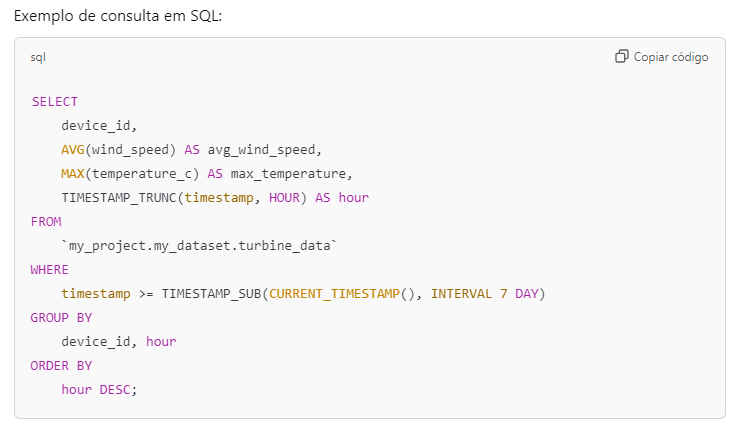 Exemplo de consulta em SQL:
sql
Copiar código
SELECT
    device_id,
    AVG(wind_speed) AS avg_wind_speed,
    MAX(temperature_c) AS max_temperature,
    TIMESTAMP_TRUNC(timestamp, HOUR) AS hour
FROM
    `my_project.my_dataset.turbine_data`
WHERE
    timestamp >= TIMESTAMP_SUB(CURRENT_TIMESTAMP(), INTERVAL 7 DAY)
GROUP BY
    device_id, hour
ORDER BY
    hour DESC;